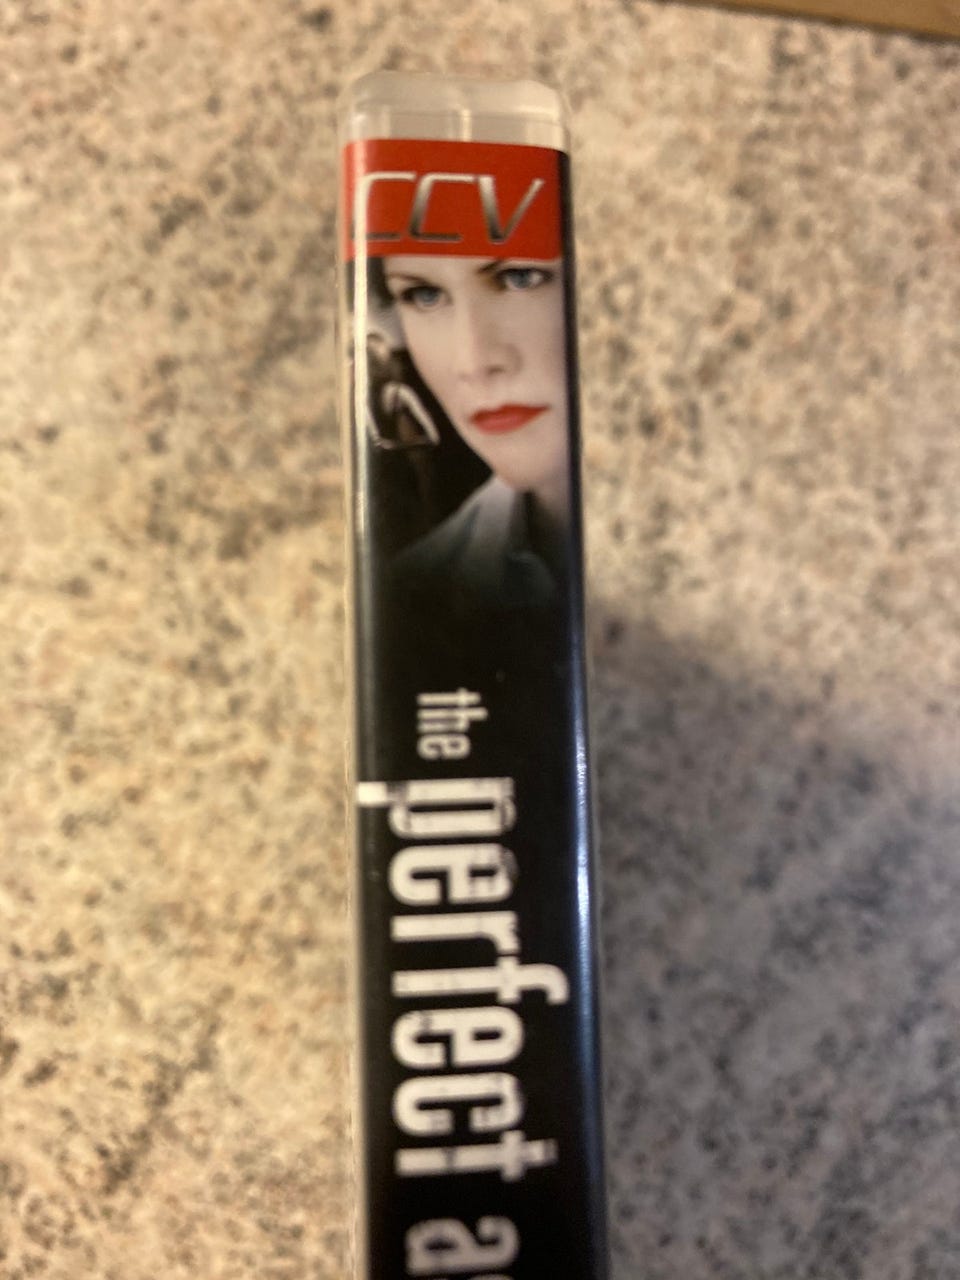 CCV
the perfect a